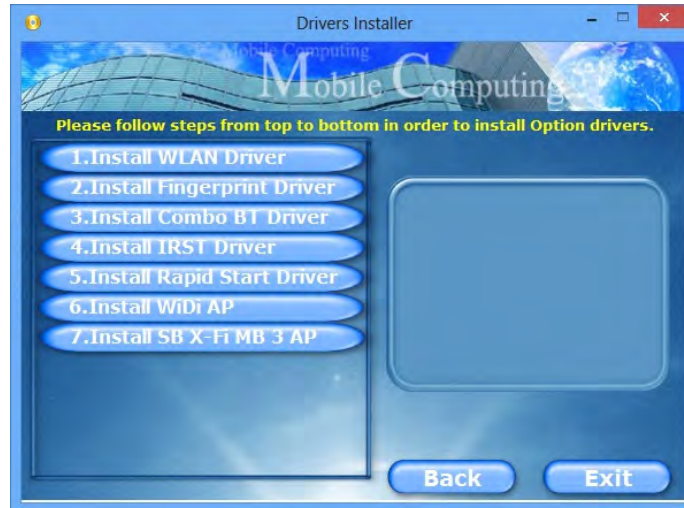 Drivers Installer
Mobile Computing
Mobile Computing
Please follow steps from top to bottom in order to install Option drivers.
1.Install WLAN Driver
2.Install Fingerprint Driver
3.Install Combo BT Driver
4.Install IRST Driver
5.Install Rapid Start Driver
6.Install WiDi AP
7.Install SB X-Fi MB 3 AP
Back
Exit